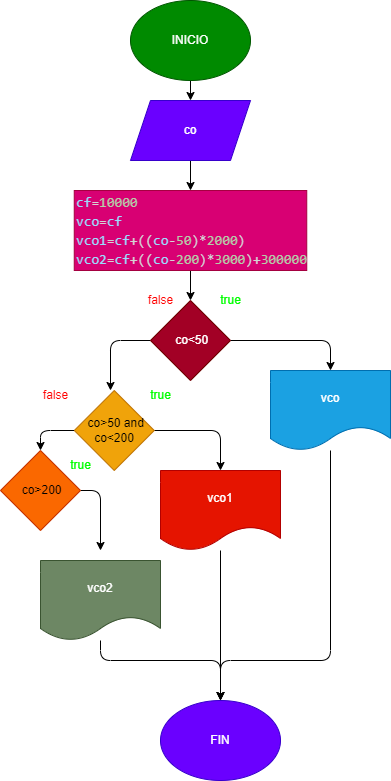 INICIO
co
cf=10000
vco=cf
vco1=cf+((co-50)*2000)
vco2=cf+((co-200)*3000)+300000
false
true
co<50
false
true
vco
co>50 and
co<200
true
co>200
vco1
vco2
FIN